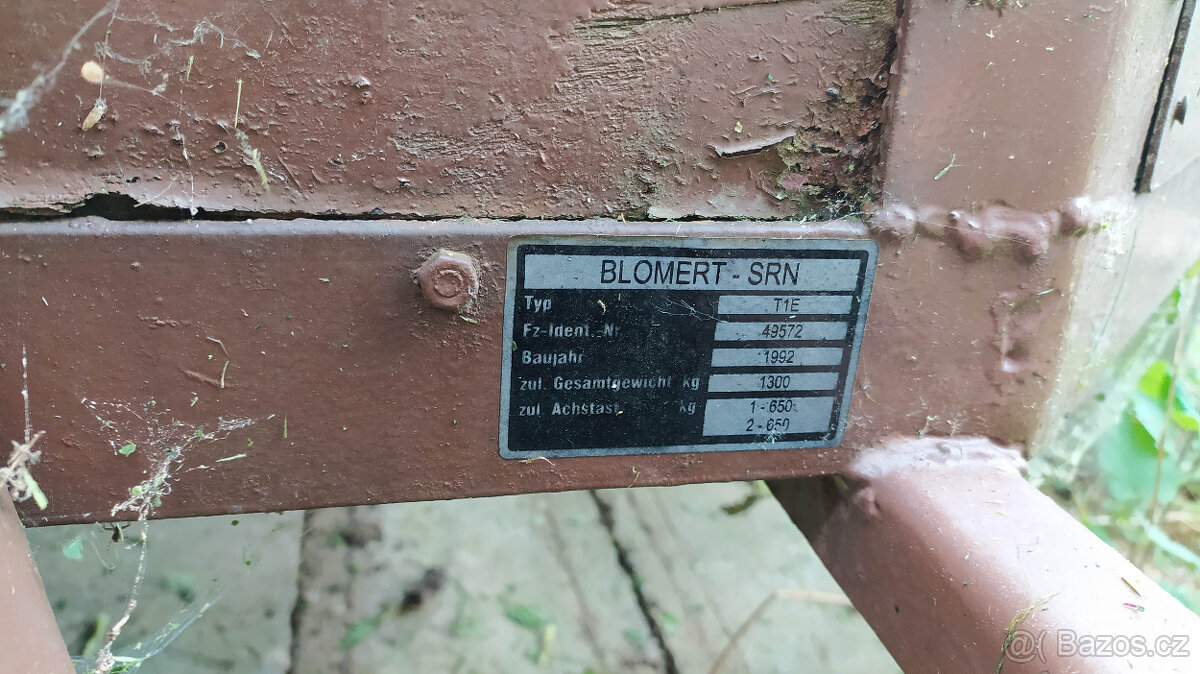 BLOMERT - SRN
Typ T1E
Fz-Ident.-Nr 49572
Baujahr 1992
zul. Gesamtgewicht kg 1300
zul Achslast kg 1 - 650
2 - 650
@ Bazos.cz